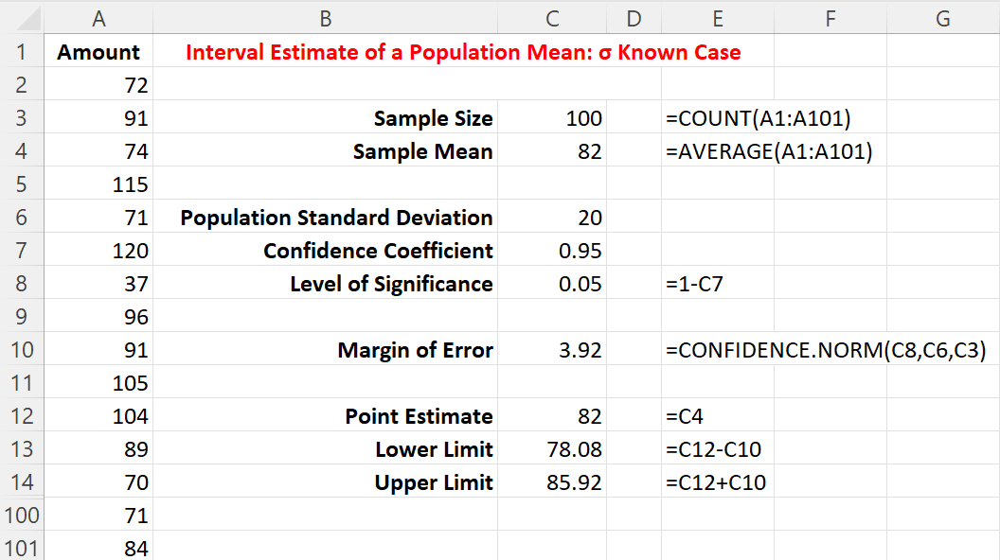 A B C D E F G
1 Amount Interval Estimate of a Population Mean: σ Known Case
2 72
3 91 Sample Size 100 =COUNT(A1:A101)
4 74 Sample Mean 82 =AVERAGE(A1:A101)
5 115
6 71 Population Standard Deviation 20
7 120 Confidence Coefficient 0.95
8 37 Level of Significance 0.05 =1-C7
9 96
10 91 Margin of Error 3.92 =CONFIDENCE.NORM(C8,C6,C3)
11 105
12 104 Point Estimate 82 =C4
13 89 Lower Limit 78.08 =C12-C10
14 70 Upper Limit 85.92 =C12+C10
100 71
101 84